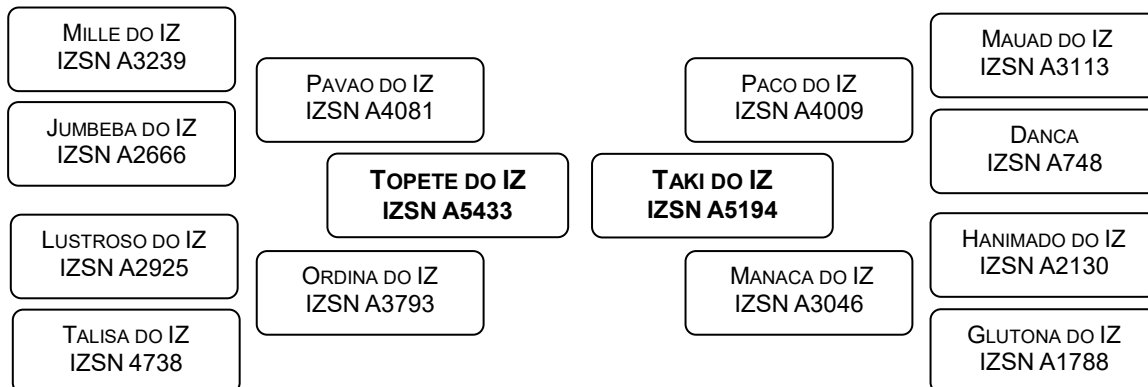 MILLE DO IZ
IZSN A3239
JUMBEBA DO IZ
IZSN A2666
LUSTROSO DO IZ
IZSN A2925
TALISA DO IZ
IZSN 4738
PAVAO DO IZ
IZSN A4081
ORDINA DO IZ
IZSN A3793
TOPETE DO IZ
IZSN A5433
TAKI DO IZ
IZSN A5194
PACO DO IZ
IZSN A4009
MANACA DO IZ
IZSN A3046
MAUAD DO IZ
IZSN A3113
DANCA
IZSN A748
HANIMADO DO IZ
IZSN A2130
GLUTONA DO IZ
IZSN A1788